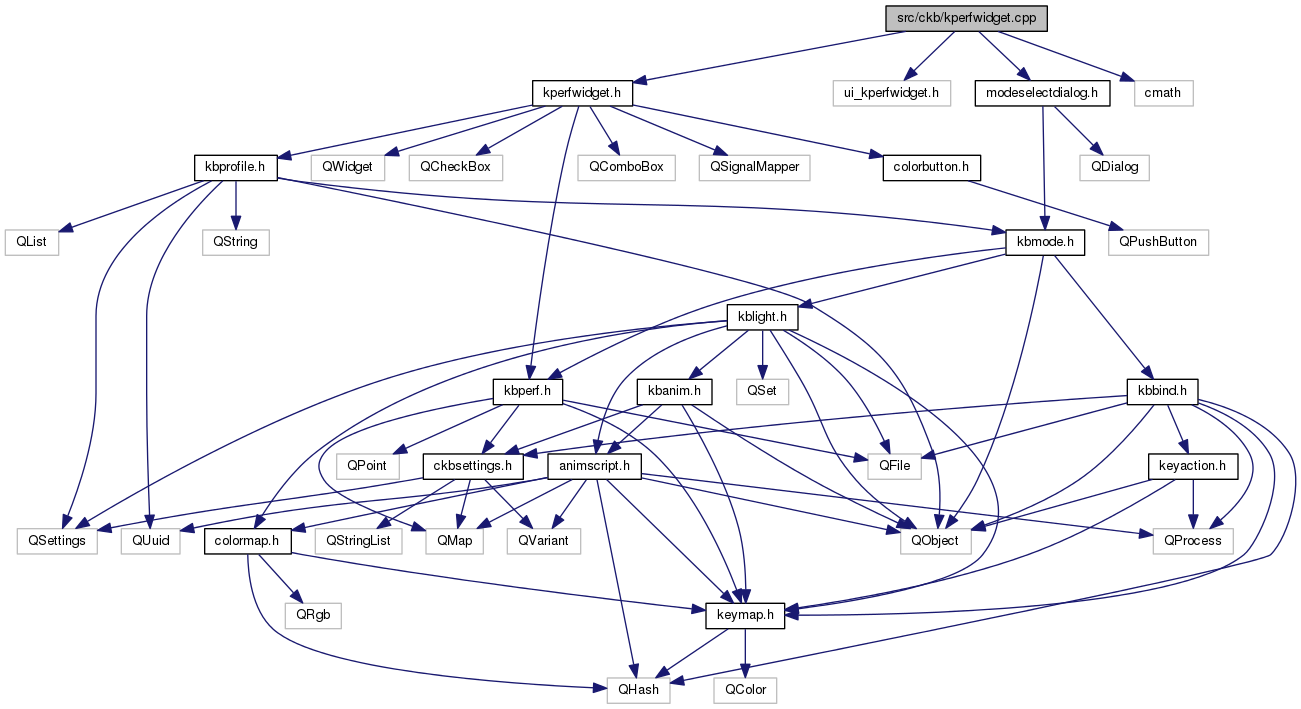 src/ckb/kperfwidget.cpp
kperfwidget.h
ui_kperfwidget.h
modeselectdialog.h
cmath
kbprofile.h
QWidget
QCheckBox
QComboBox
QSignalMapper
colorbutton.h
QDialog
QList
QString
kbmode.h
QPushButton
kblight.h
kbperf.h
kbanim.h
QSet
kbbind.h
QPoint
ckbsettings.h
animscript.h
QFile
keyaction.h
QSettings
QUuid
colormap.h
QStringList
QMap
QVariant
QObject
QProcess
QRgb
keymap.h
QHash
QColor